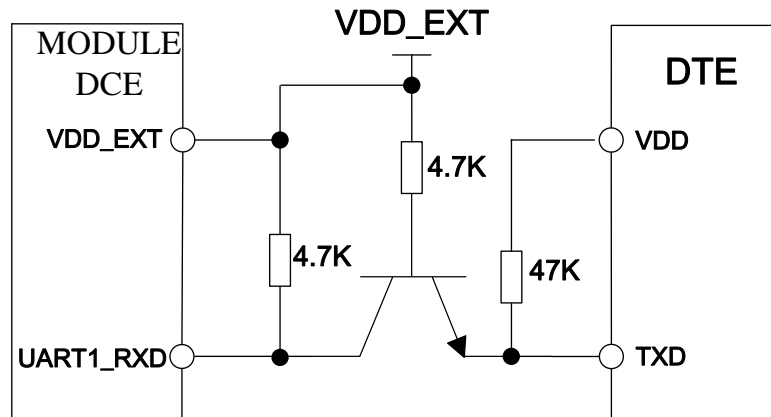 VDD_EXT
MODULE
DCE
DTE
VDD_EXT
VDD
4.7K
4.7K
47K
UART1_RXD
TXD